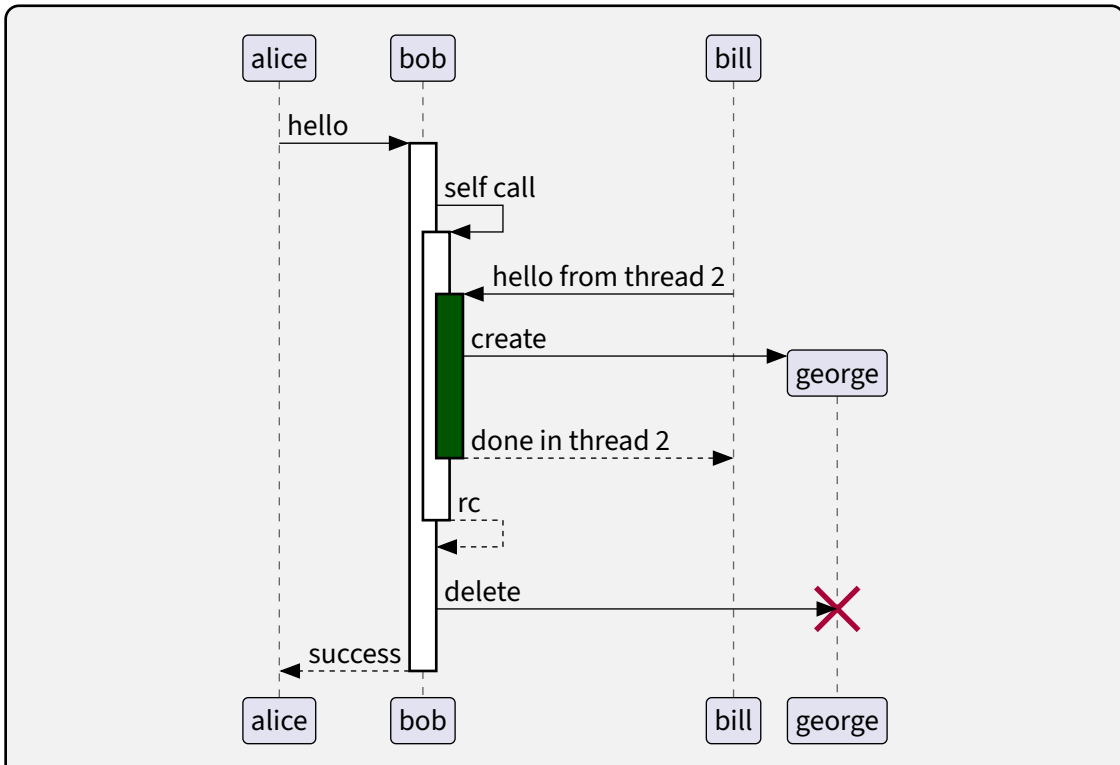 alice
bob
bill
hello
self call
hello from thread 2
create
george
done in thread 2
rc
delete
success
alice
bob
bill
george